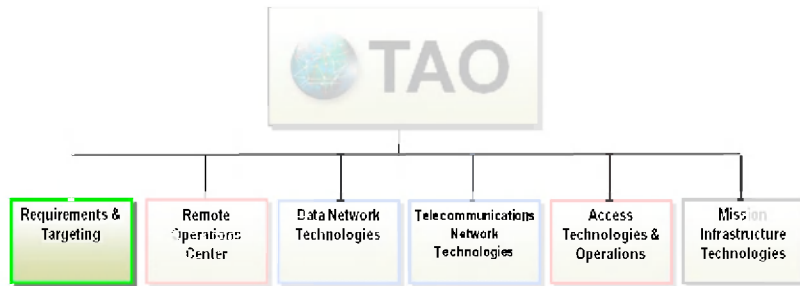 TAO
Requirements &
Targeting
Remote
Operations
Center
Data Network
Technologies
Telecommunications
Network
Technologies
Access
Technologies &
Operations
Mission
Infrastructure
Technologies